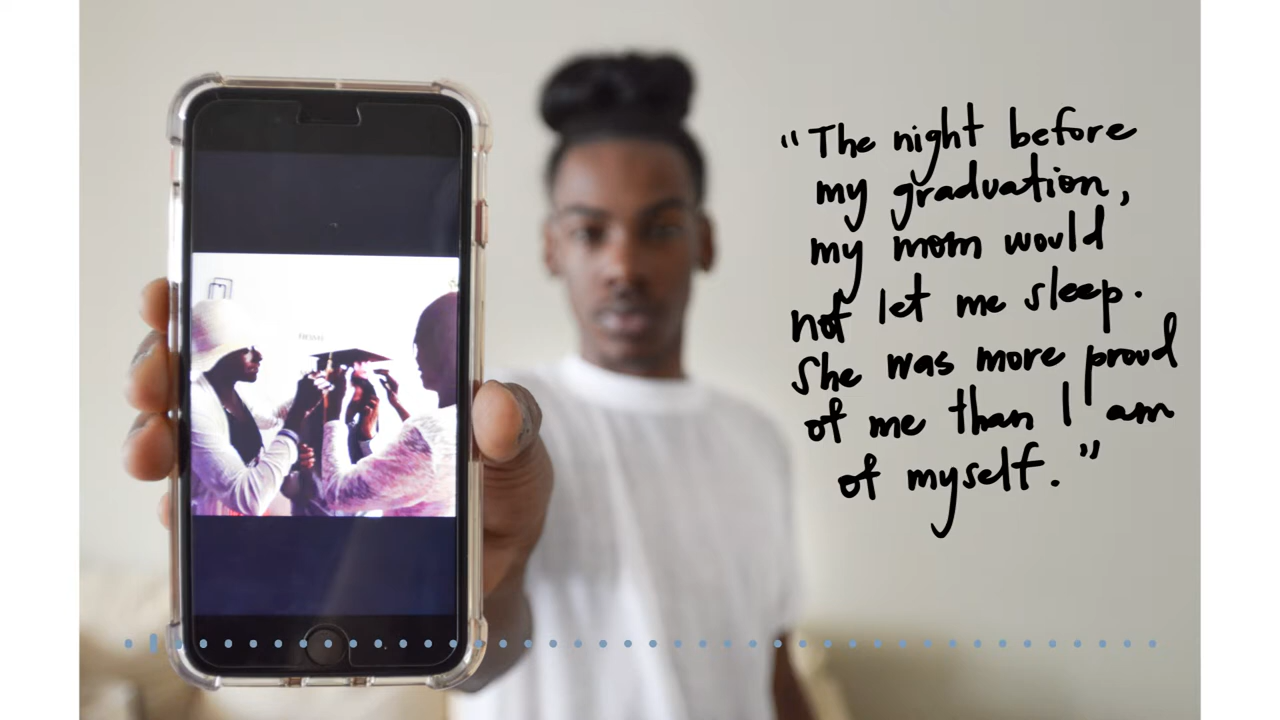 "The night before
my graduation,
my mom would
not let me sleep.
She was more proud
of me than I am
of myself."